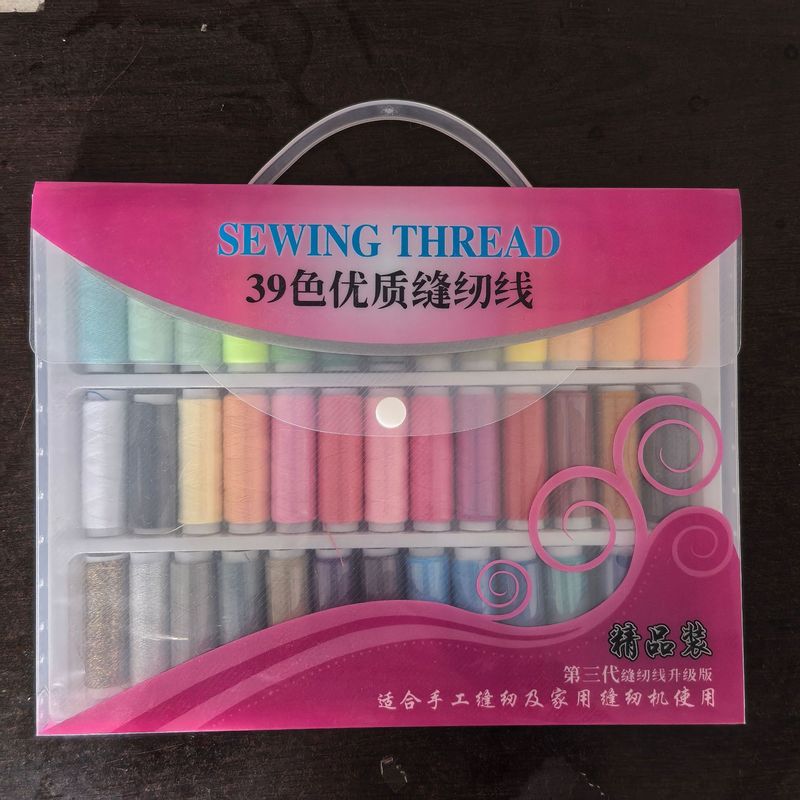 SEWING THREAD
39色优质缝纫线
精品装
第三代缝纫线升级版
适合手工缝纫及家用缝纫机使用